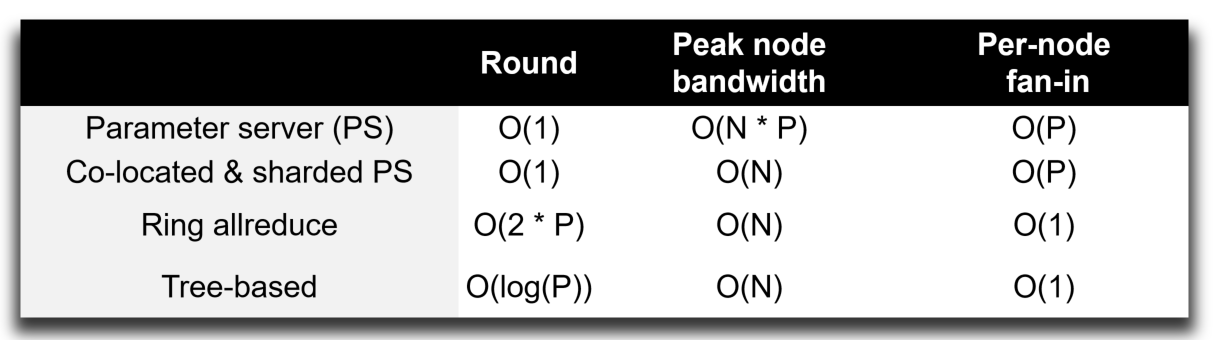 Round Peak node bandwidth Per-node fan-in
Parameter server (PS) O(1) O(N * P) O(P)
Co-located & sharded PS O(1) O(N) O(P)
Ring allreduce O(2 * P) O(N) O(1)
Tree-based O(log(P)) O(N) O(1)